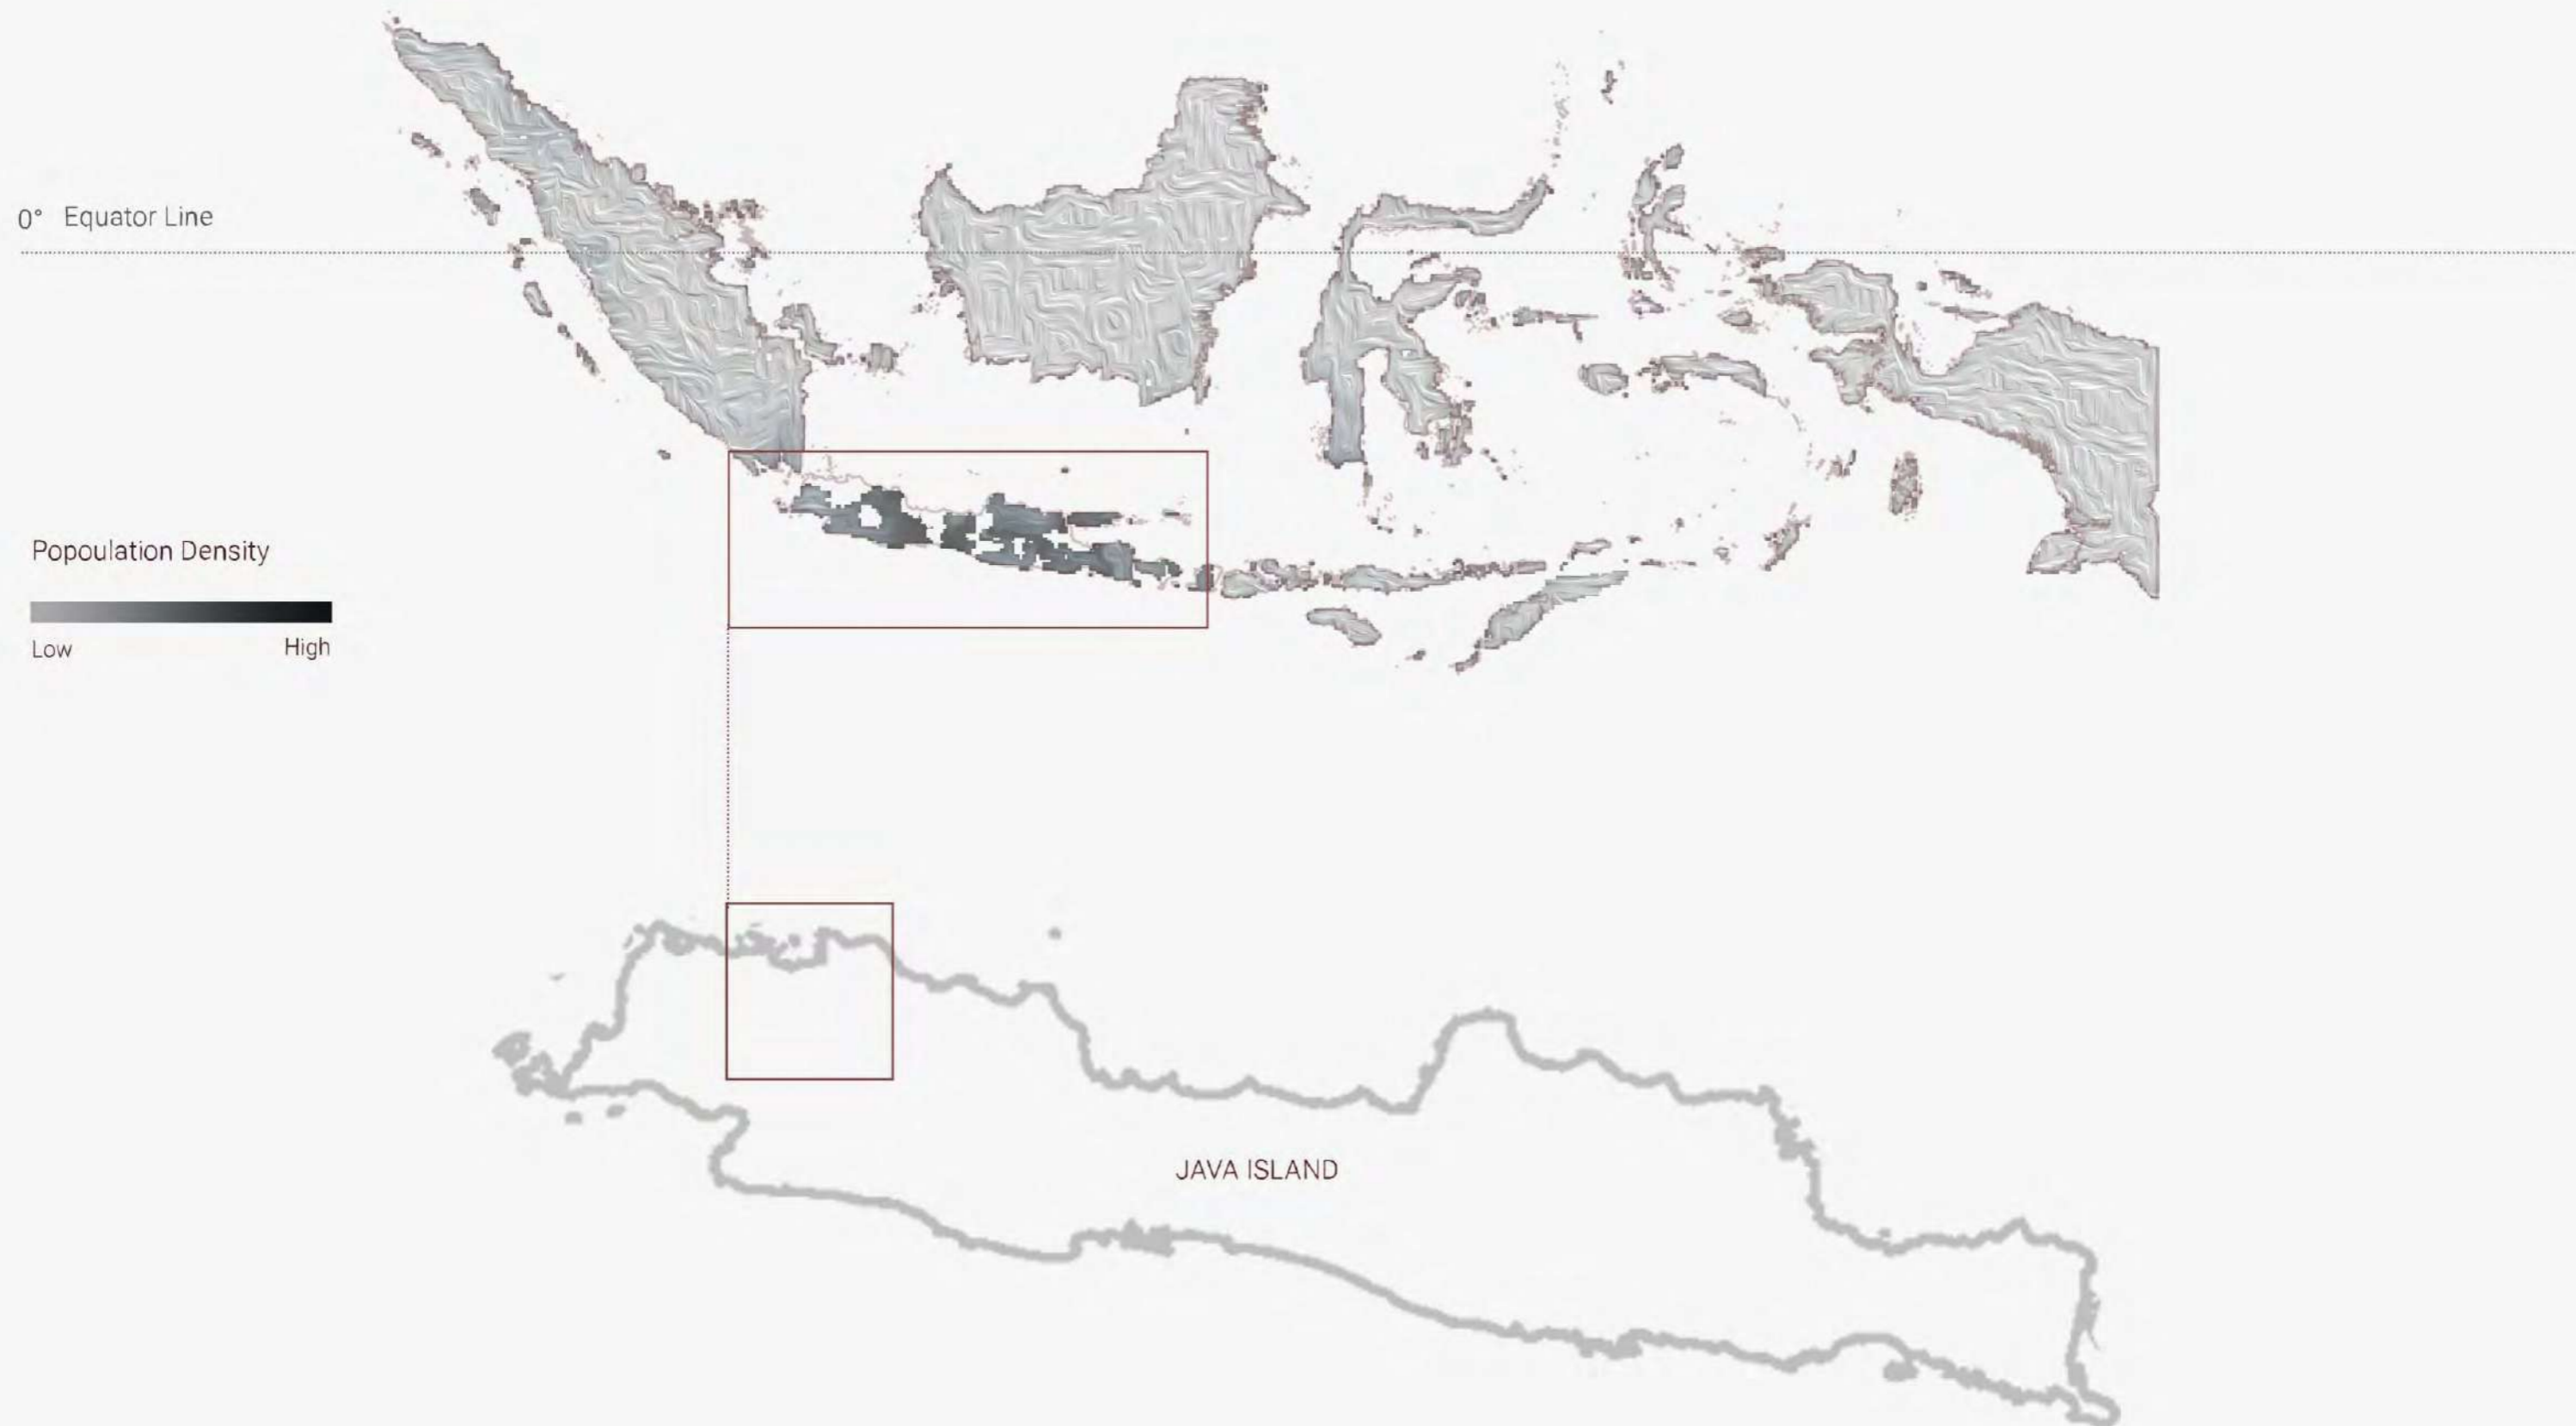 0° Equator Line
Popoulation Density
Low
High
JAVA ISLAND